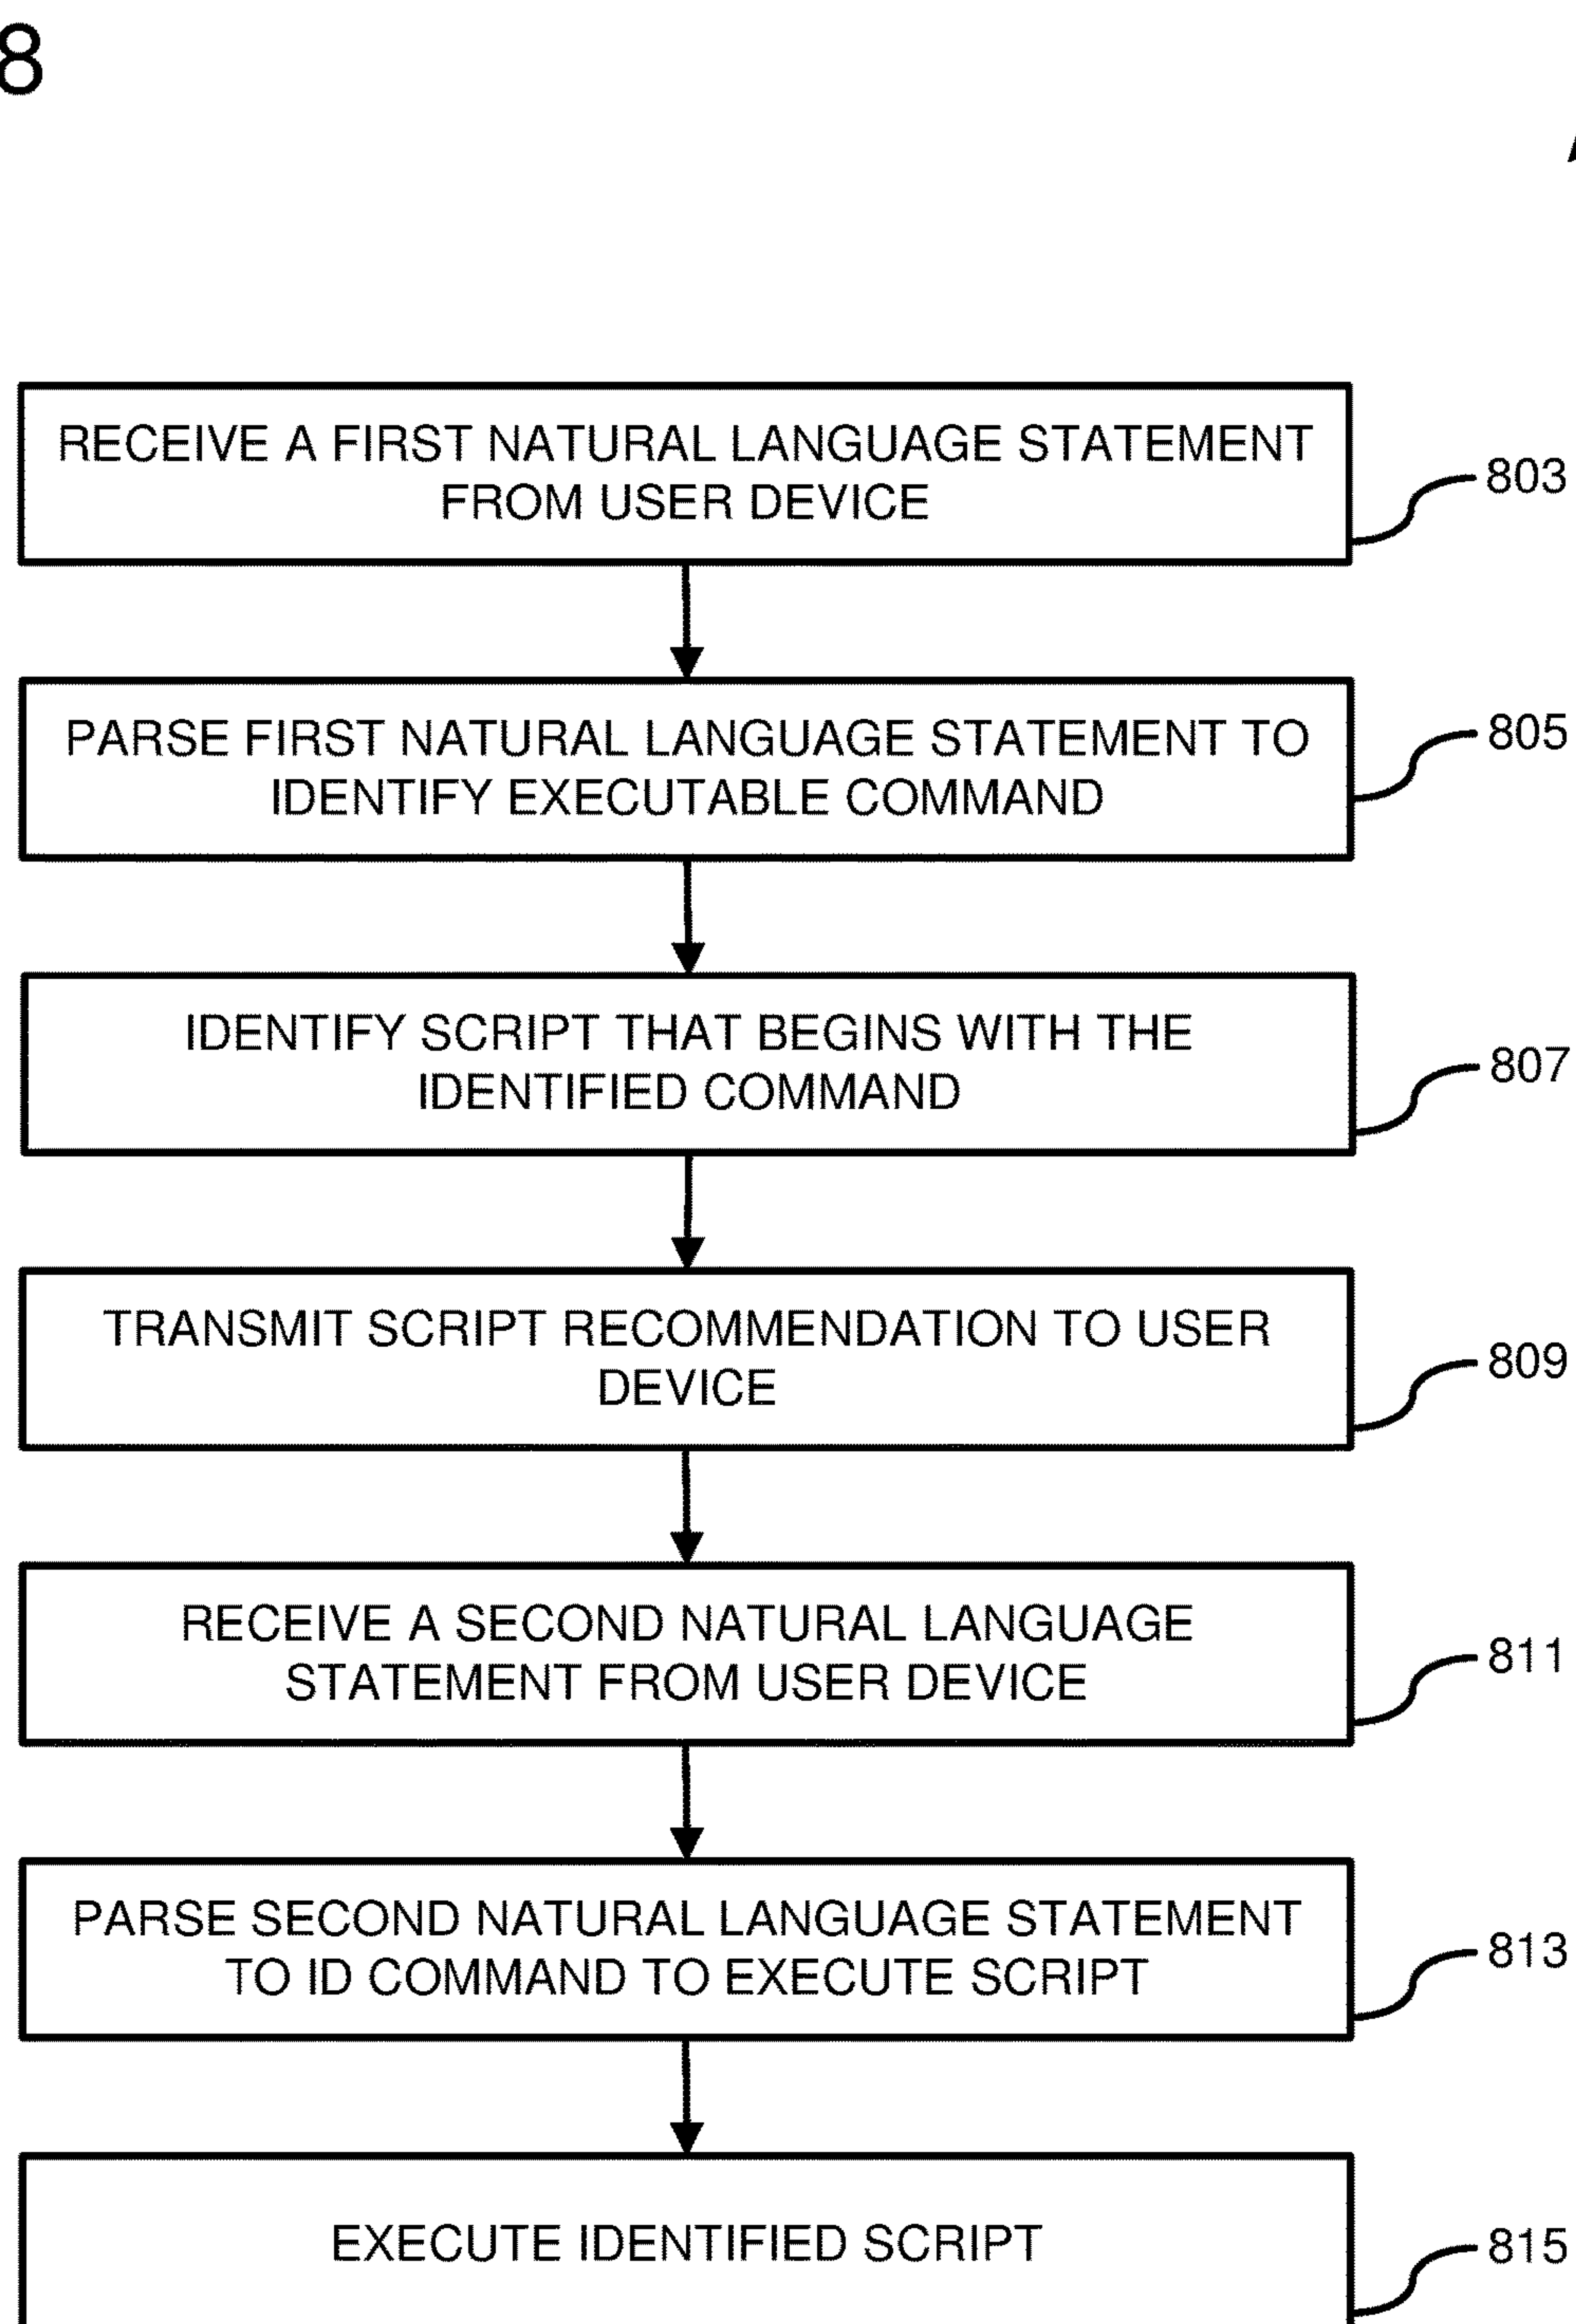 8
RECEIVE A FIRST NATURAL LANGUAGE STATEMENT
FROM USER DEVICE
803
PARSE FIRST NATURAL LANGUAGE STATEMENT TO
IDENTIFY EXECUTABLE COMMAND
805
IDENTIFY SCRIPT THAT BEGINS WITH THE
IDENTIFIED COMMAND
807
TRANSMIT SCRIPT RECOMMENDATION TO USER
DEVICE
809
RECEIVE A SECOND NATURAL LANGUAGE
STATEMENT FROM USER DEVICE
811
PARSE SECOND NATURAL LANGUAGE STATEMENT
TO ID COMMAND TO EXECUTE SCRIPT
813
EXECUTE IDENTIFIED SCRIPT
815